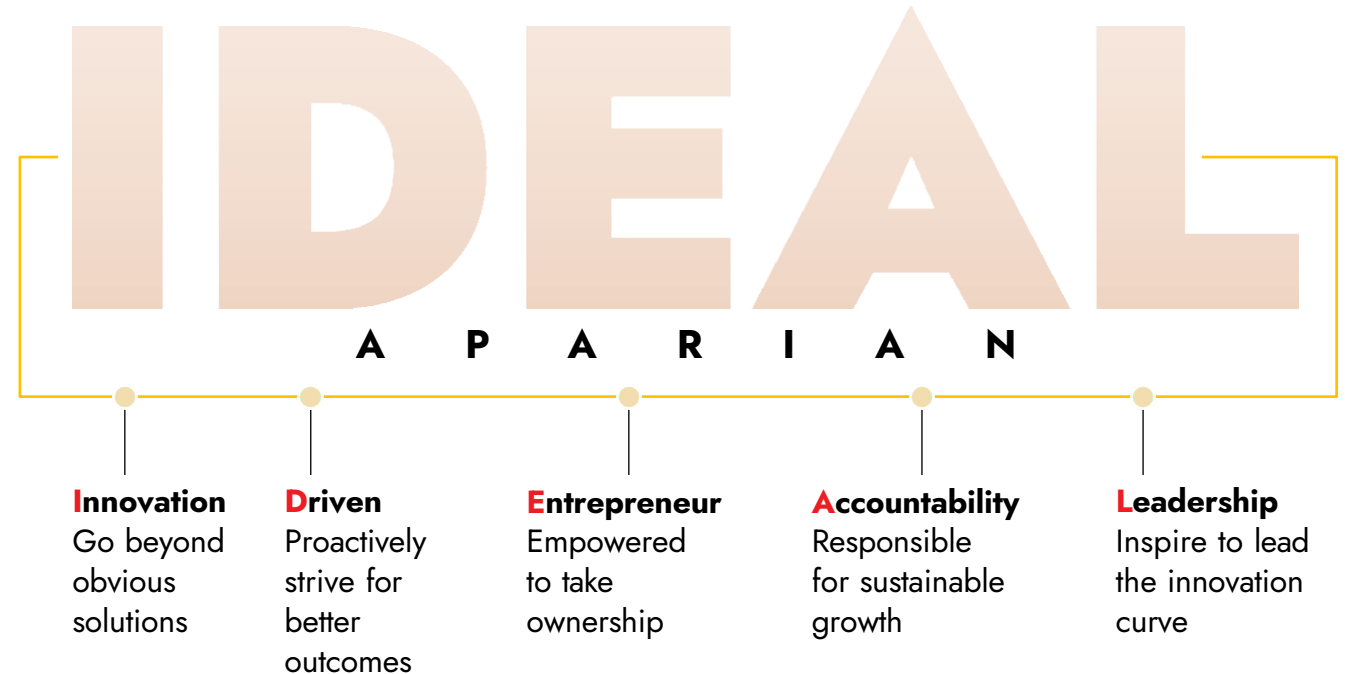 IDEAL
APARIAN
Innovation
Go beyond
obvious
solutions
Driven
Proactively
strive for
better
outcomes
Entrepreneur
Empowered
to take
ownership
Accountability
Responsible
for sustainable
growth
Leadership
Inspire to lead
the innovation
curve